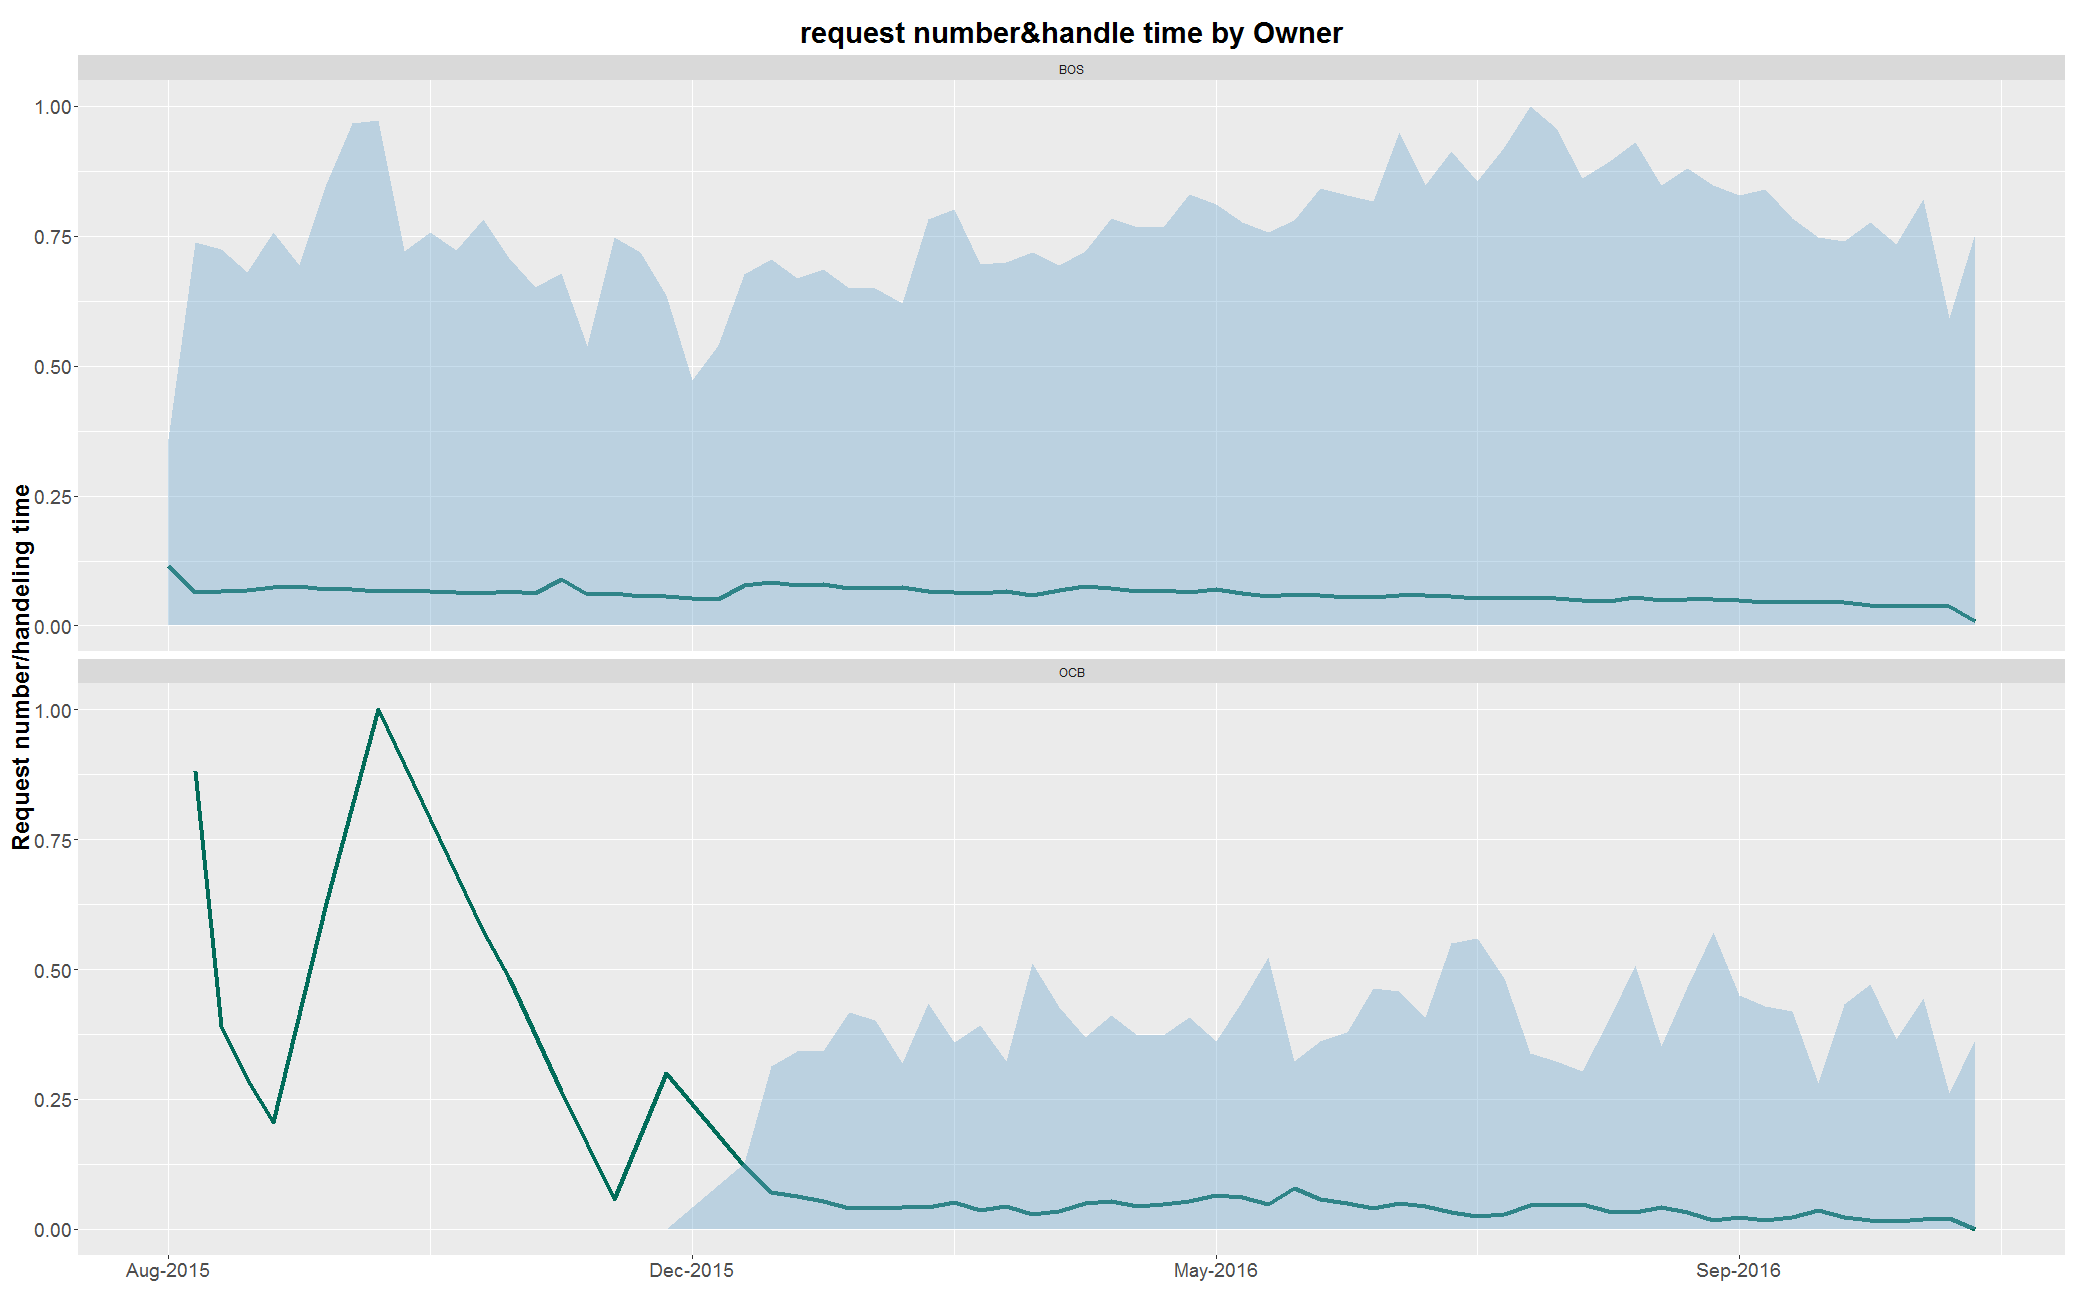 request number&handle time by Owner
BOS
1.00
0.75
0.50
0.25
0.00
Request number/handeling time
OCB
1.00
0.75
0.50
0.25
0.00
Aug-2015 Dec-2015 May-2016 Sep-2016